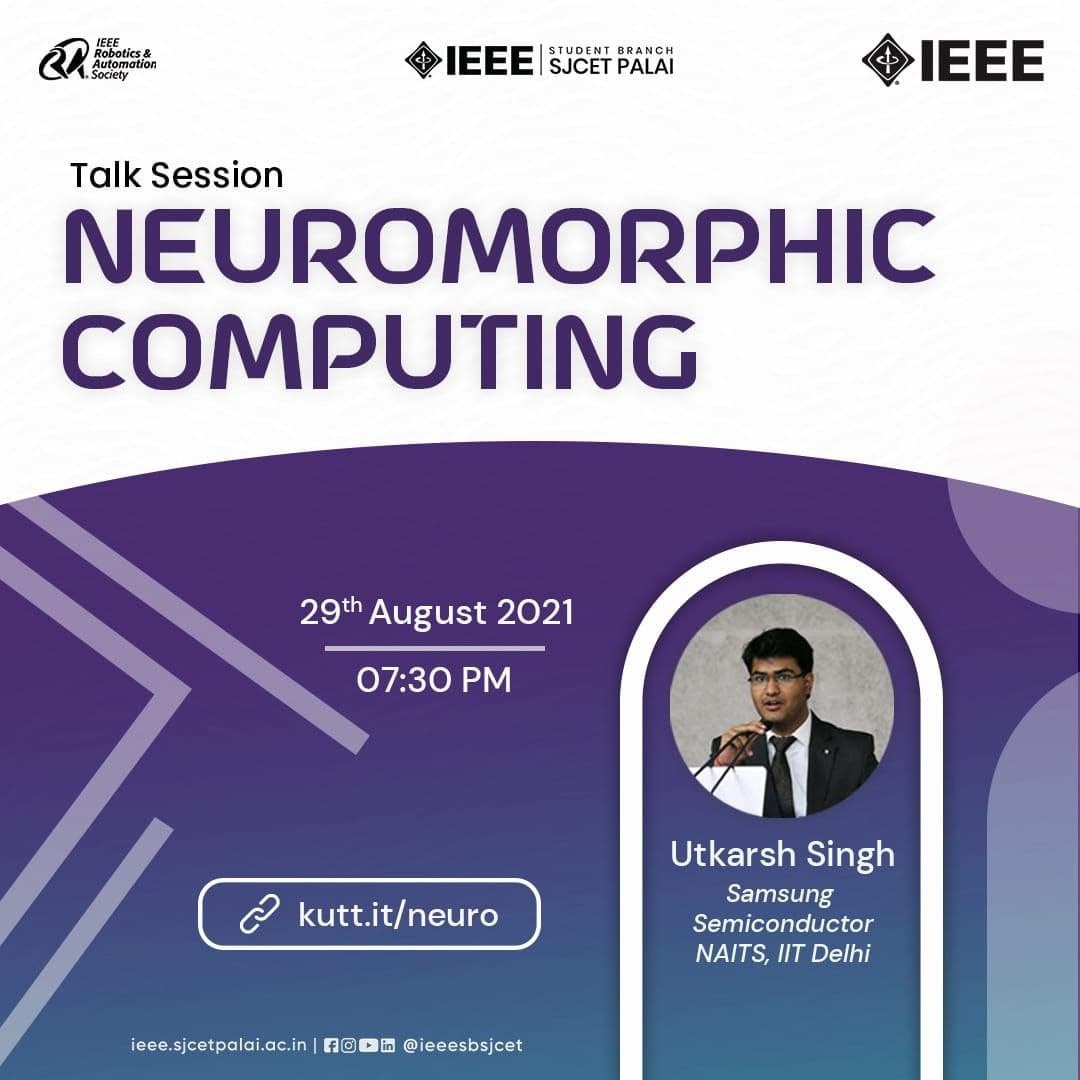 IEEE
Robotics &
Automation
Society
IEEE
STUDENT BRANCH
SJCET PALAI
IEEE
Talk Session
NEUROMORPHIC
COMPUTING
29th August 2021
07:30 PM
Utkarsh Singh
Samsung
Semiconductor
NAITS, IIT Delhi
kutt.it/neuro
ieee.sjcetpalai.ac.in | @ieeesbsjcet